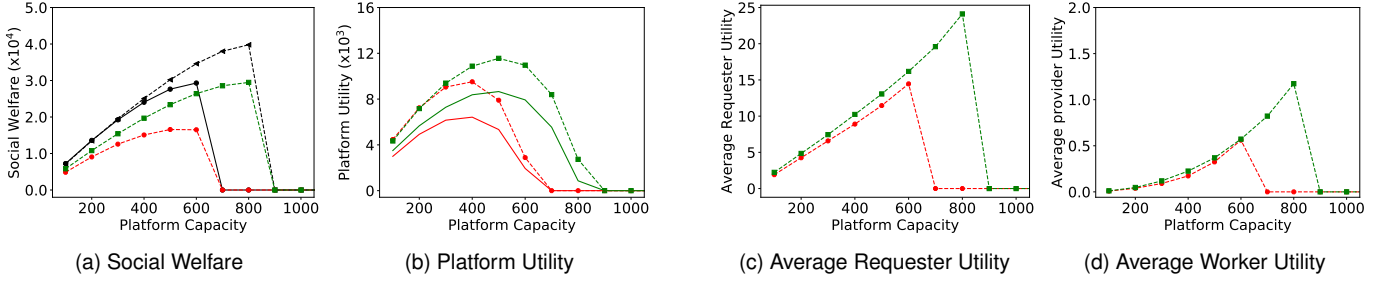 Social Welfare (x10⁴)
5.0
4.0
3.0
2.0
1.0
0.0
200 400 600 800 1000
Platform Capacity
(a) Social Welfare
Platform Utility (x10³)
16
12
8
4
0
200 400 600 800 1000
Platform Capacity
(b) Platform Utility
Average Requester Utility
25
20
15
10
5
0
200 400 600 800 1000
Platform Capacity
(c) Average Requester Utility
Average provider Utility
2.0
1.5
1.0
0.5
0.0
200 400 600 800 1000
Platform Capacity
(d) Average Worker Utility